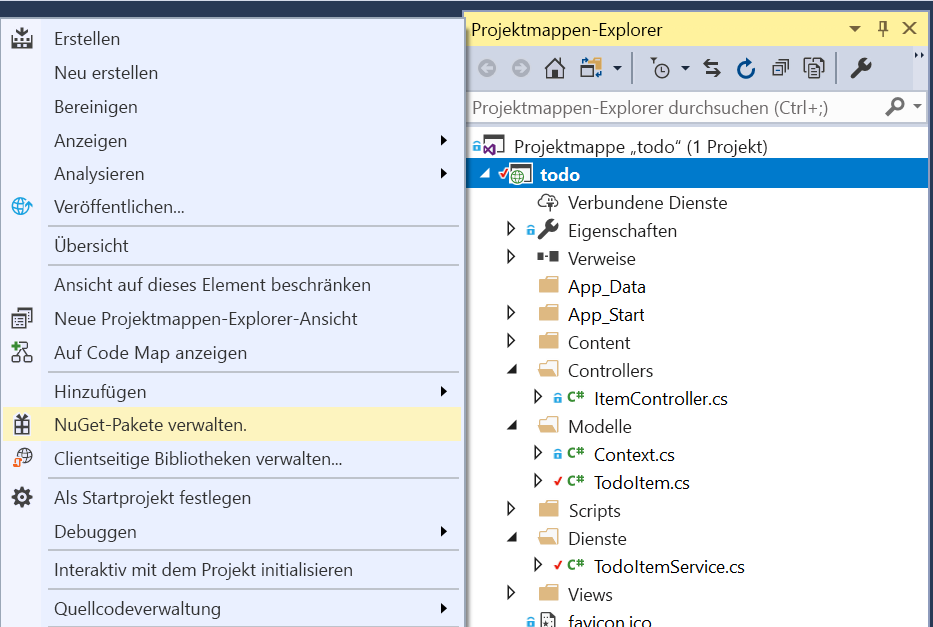 Erstellen
Neu erstellen
Bereinigen
Anzeigen
Analysieren
Veröffentlichen...
Übersicht
Ansicht auf dieses Element beschränken
Neue Projektmappen-Explorer-Ansicht
Auf Code Map anzeigen
Hinzufügen
NuGet-Pakete verwalten.
Clientseitige Bibliotheken verwalten...
Als Startprojekt festlegen
Debuggen
Interaktiv mit dem Projekt initialisieren
Quellcodeverwaltung
Projektmappen-Explorer
Projektmappen-Explorer durchsuchen (Ctrl+;)
Projektmappe „todo“ (1 Projekt)
todo
Verbundene Dienste
Eigenschaften
Verweise
App_Data
App_Start
Content
Controllers
C# ItemController.cs
Modelle
C# Context.cs
C# TodoItem.cs
Scripts
Dienste
C# TodoItemService.cs
Views
favicon.ico